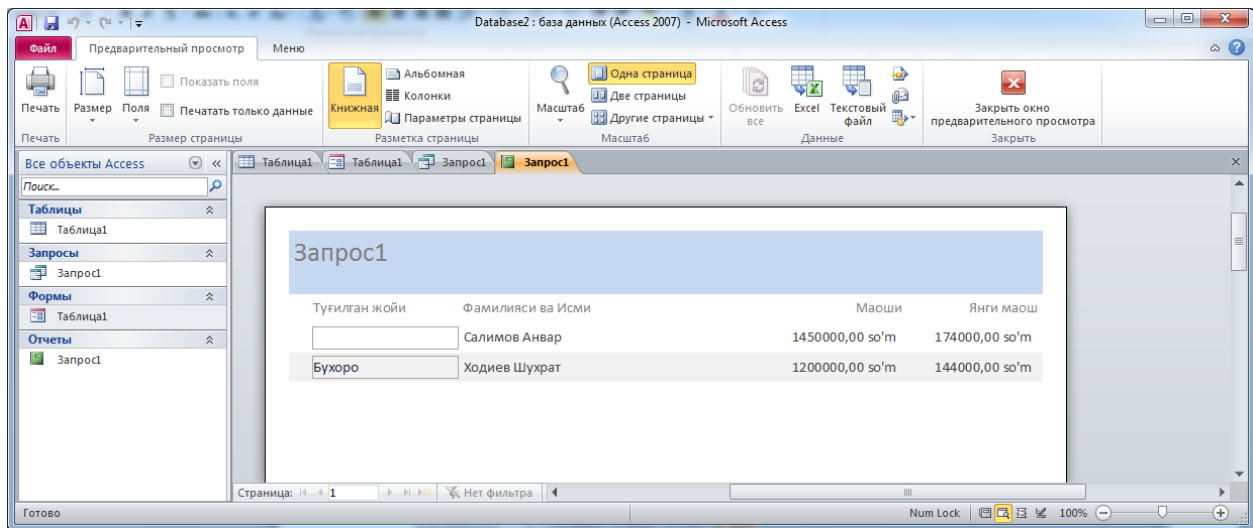 Database2 : база данных (Access 2007) - Microsoft Access
Файл Предварительный просмотр Меню
Печать
Размер
Поля
Показать поля
Печатать только данные
Книжная
Альбомная
Колонки
Параметры страницы
Масштаб
Одна страница
Две страницы
Другие страницы
Обновить все
Excel
Текстовый файл
Закрыть окно предварительного просмотра
Печать Размер страницы Разметка страницы Масштаб Данные Закрыть
Все объекты Access
Поиск...
Таблицы
Таблица1
Запросы
Запрос1
Формы
Таблица1
Отчеты
Запрос1
Таблица1 Таблица1 Запрос1 Запрос1
Запрос1
Туғилган жойи Фамилияси ва Исми Маоши Янги маош
Салимов Анвар 1450000,00 so'm 174000,00 so'm
Бухоро Ходиев Шухрат 1200000,00 so'm 144000,00 so'm
Страница: 1 Нет фильтра
Готово Num Lock 100%